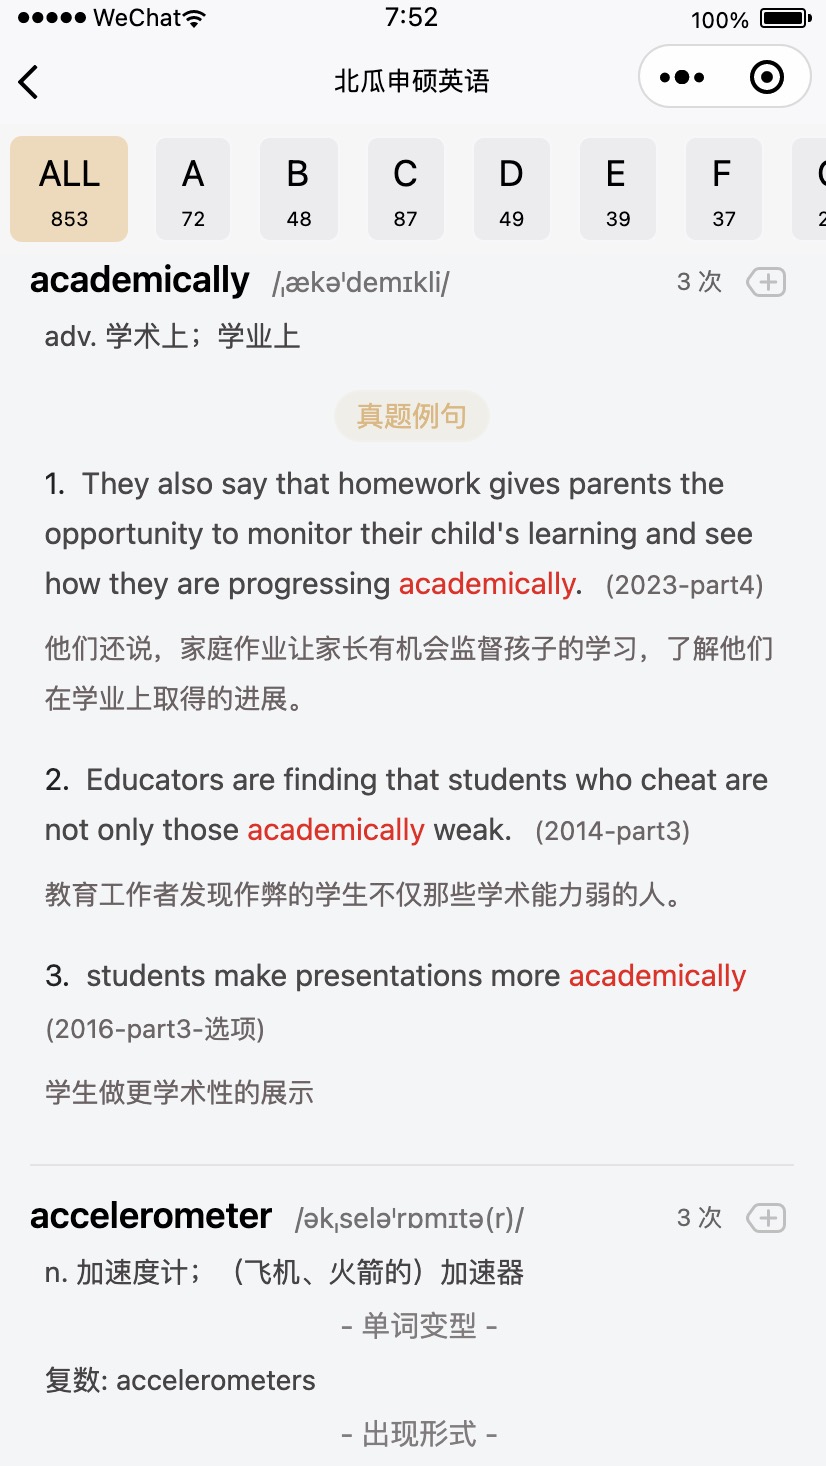 WeChat 7:52 100%
北瓜申硕英语
ALL A B C D E F
853 72 48 87 49 39 37
academically /ˌækə'demɪkli/ 3 次
adv. 学术上；学业上
真题例句
1. They also say that homework gives parents the
opportunity to monitor their child's learning and see
how they are progressing academically. (2023-part4)
他们还说，家庭作业让家长有机会监督孩子的学习，了解他们
在学业上取得的进展。
2. Educators are finding that students who cheat are
not only those academically weak. (2014-part3)
教育工作者发现作弊的学生不仅那些学术能力弱的人。
3. students make presentations more academically
(2016-part3-选项)
学生做更学术性的展示
accelerometer /əkˌselə'rɒmɪtə(r)/ 3 次
n. 加速度计；（飞机、火箭的）加速器
- 单词变型 -
复数: accelerometers
- 出现形式 -